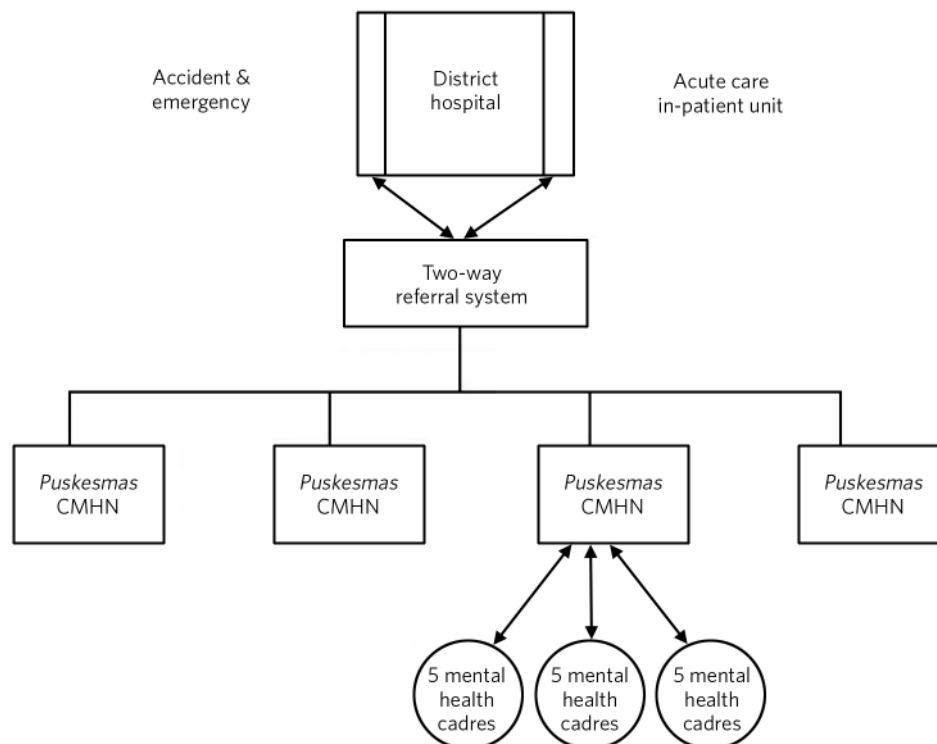 Accident &
emergency
District
hospital
Acute care
in-patient unit
Two-way
referral system
Puskesmas
CMHN
Puskesmas
CMHN
Puskesmas
CMHN
Puskesmas
CMHN
5 mental
health
cadres
5 mental
health
cadres
5 mental
health
cadres